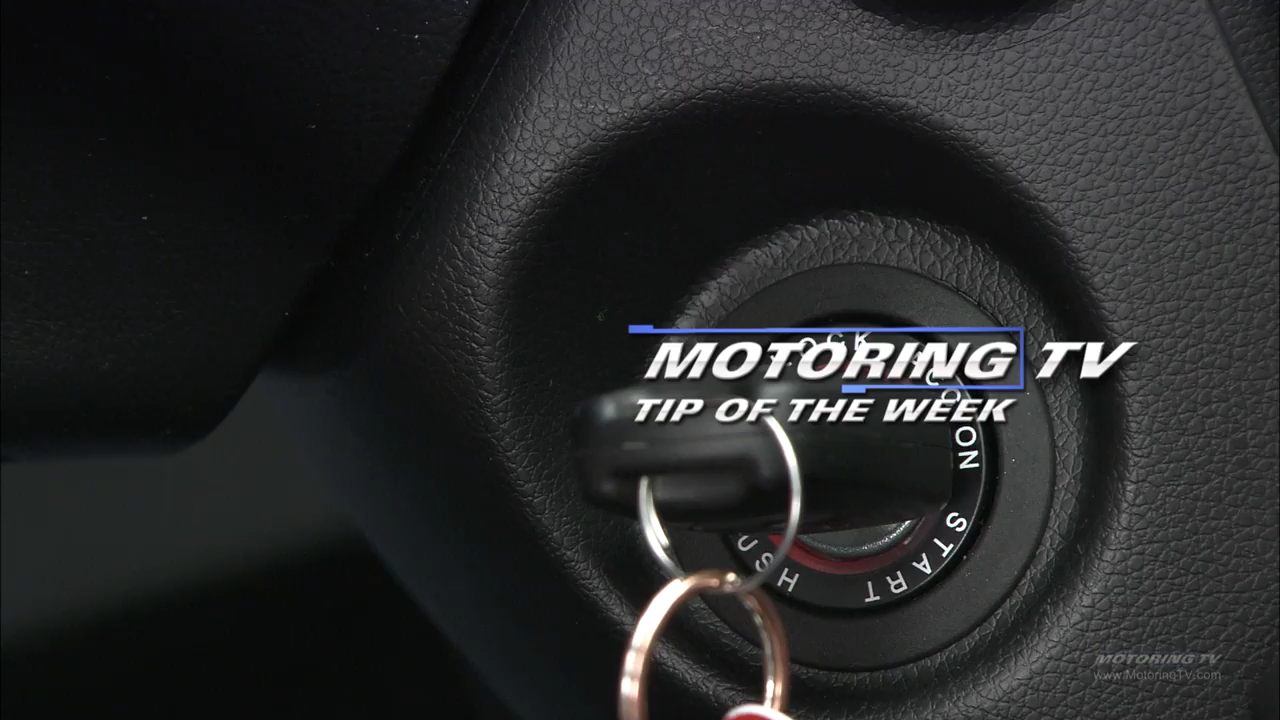 MOTORING TV
TIP OF THE WEEK
ON
START
MOTORING TV
www.MotoringTV.com